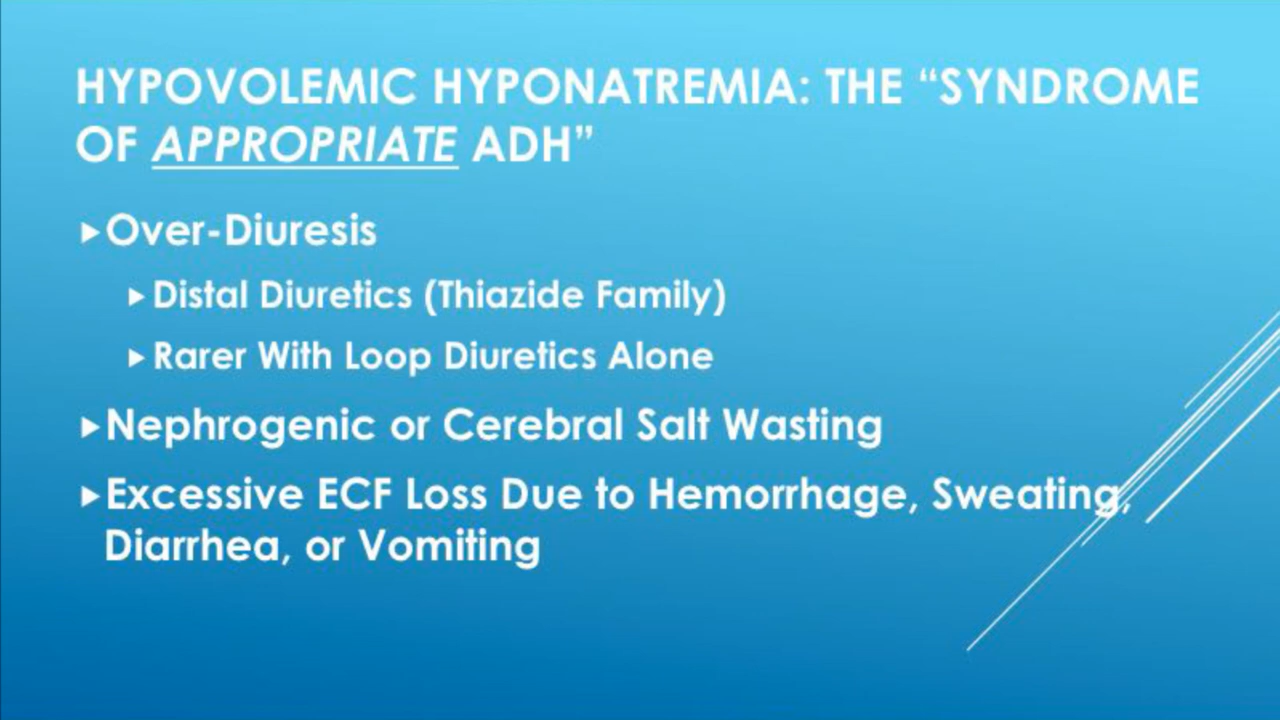 HYPOVOLEMIC HYPONATREMIA: THE “SYNDROME
OF APPROPRIATE ADH”
Over-Diuresis
Distal Diuretics (Thiazide Family)
Rarer With Loop Diuretics Alone
Nephrogenic or Cerebral Salt Wasting
Excessive ECF Loss Due to Hemorrhage, Sweating,
Diarrhea, or Vomiting